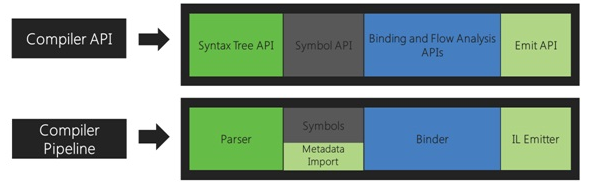 Compiler API
Syntax Tree API
Symbol API
Binding and Flow Analysis
APIs
Emit API
Compiler
Pipeline
Parser
Symbols
Metadata
Import
Binder
IL Emitter